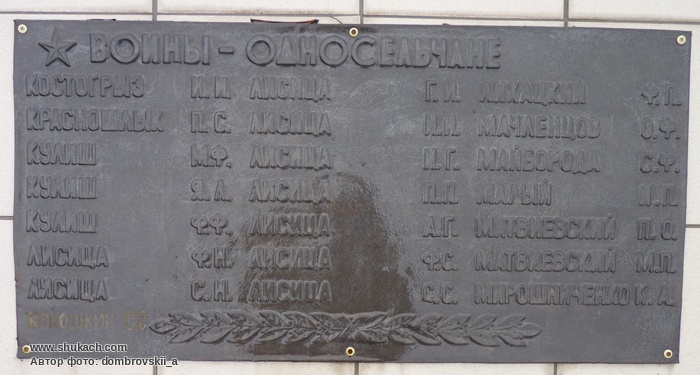 ВОИНЫ - ОДНОСЕЛЬЧАНЕ
КОСТОГРЫЗ И. И. ЛИСИЦА Г. И. ЛИХАЦКИЙ Ф. П.
КРАСНОШЛЫК П. С. ЛИСИЦА И. И. МАЧЛЕНЦОВ О. Ф.
КУЛИШ М. Ф. ЛИСИЦА И. Г. МАЙБОРОДА С. Ф.
КУЛИШ Я. А. ЛИСИЦА П. П. МАРЫЙ И. П.
КУЛИШ Ф. Ф. ЛИСИЦА А. Г. МАТВИЕВСКИЙ П. О.
ЛИСИЦА Ф. Н. ЛИСИЦА Ф. С. МАТВИЕВСКИЙ М. П.
ЛИСИЦА С. Н. ЛИСИЦА С. С. МИРОШНИЧЕНКО К. А.
www.shukach.com
Автор фото: dombrovskii_a